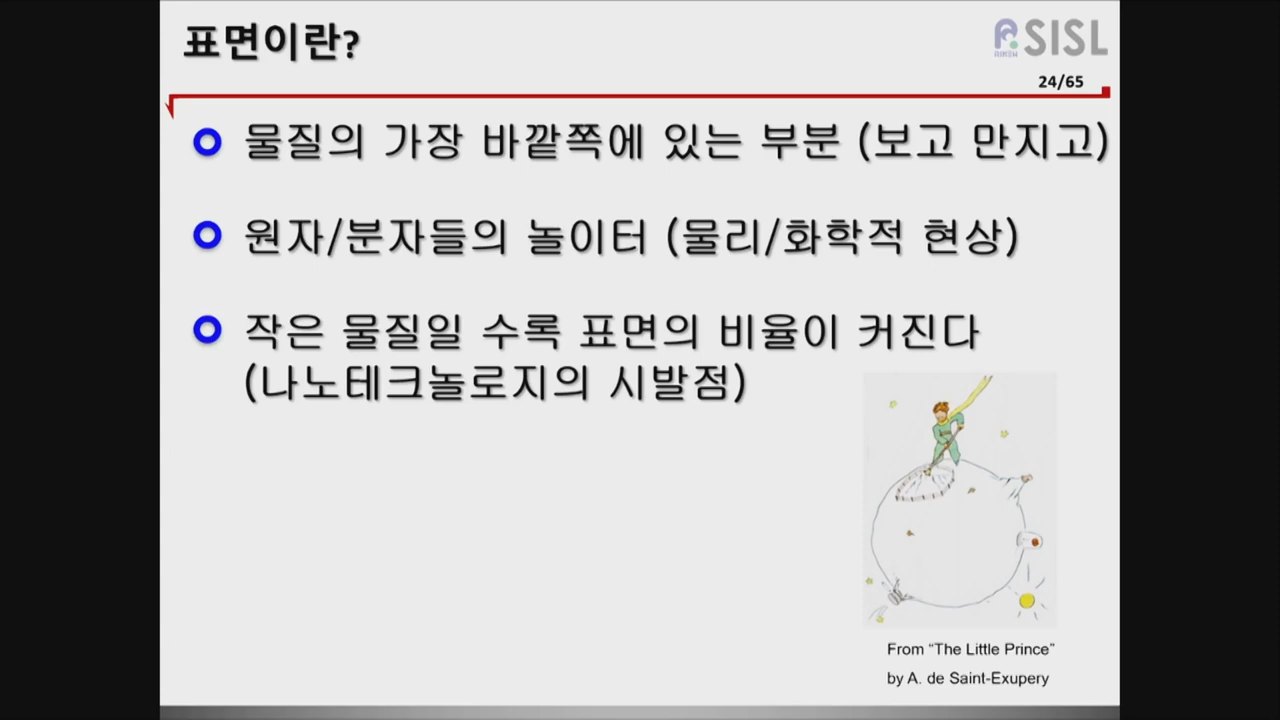 표면이란?
SISL
24/65
물질의 가장 바깥쪽에 있는 부분 (보고 만지고)
원자/분자들의 놀이터 (물리/화학적 현상)
작은 물질일 수록 표면의 비율이 커진다
(나노테크놀로지의 시발점)
From “The Little Prince”
by A. de Saint-Exupery